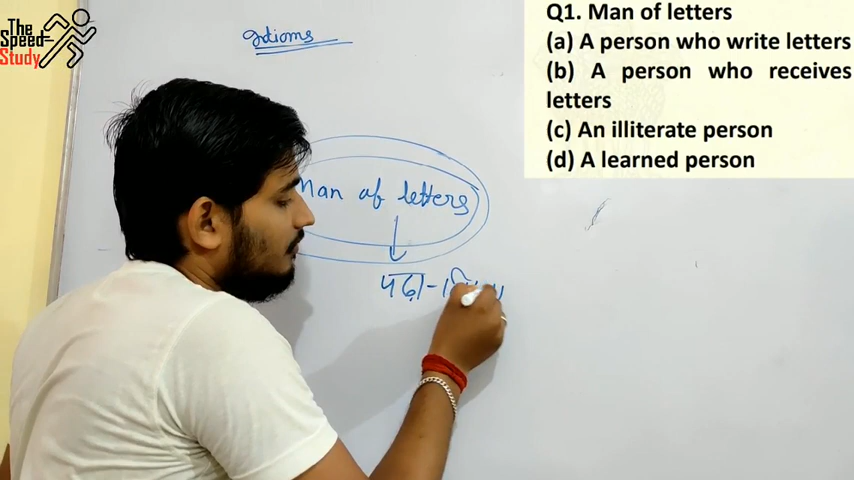 The
Speed
Study
Idioms
Q1. Man of letters
(a) A person who write letters
(b) A person who receives
letters
(c) An illiterate person
(d) A learned person
Man of letters
पढ़ा-